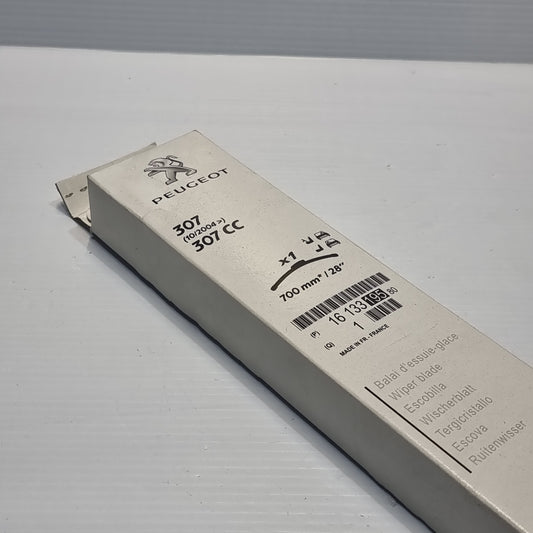 PEUGEOT
307
(10/2004 >)
307 CC
x1
700 mm* / 28"
(P) 16 133 195 80
(Q) 1
MADE IN FR - FRANCE
Balai d'essuie-glace
Wiper blade
Escobilla
Wischerblatt
Tergicristallo
Escova
Ruitenwisser